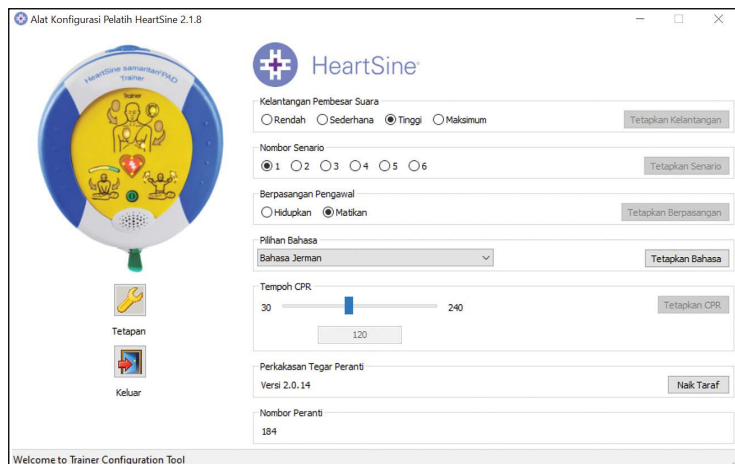 Alat Konfigurasi Pelatih HeartSine 2.1.8
HeartSine samaritan PAD
Trainer
Trainer
HeartSine
Kelantangan Pembesar Suara
Rendah Sederhana Tinggi Maksimum Tetapkan Kelantangan
Nombor Senario
1 2 3 4 5 6 Tetapkan Senario
Berpasangan Pengawal
Hidupkan Matikan Tetapkan Berpasangan
Pilihan Bahasa
Bahasa Jerman Tetapkan Bahasa
Tempoh CPR
30 240 Tetapkan CPR
120
Tetapan
Perkakasan Tegar Peranti
Versi 2.0.14 Naik Taraf
Keluar
Nombor Peranti
184
Welcome to Trainer Configuration Tool